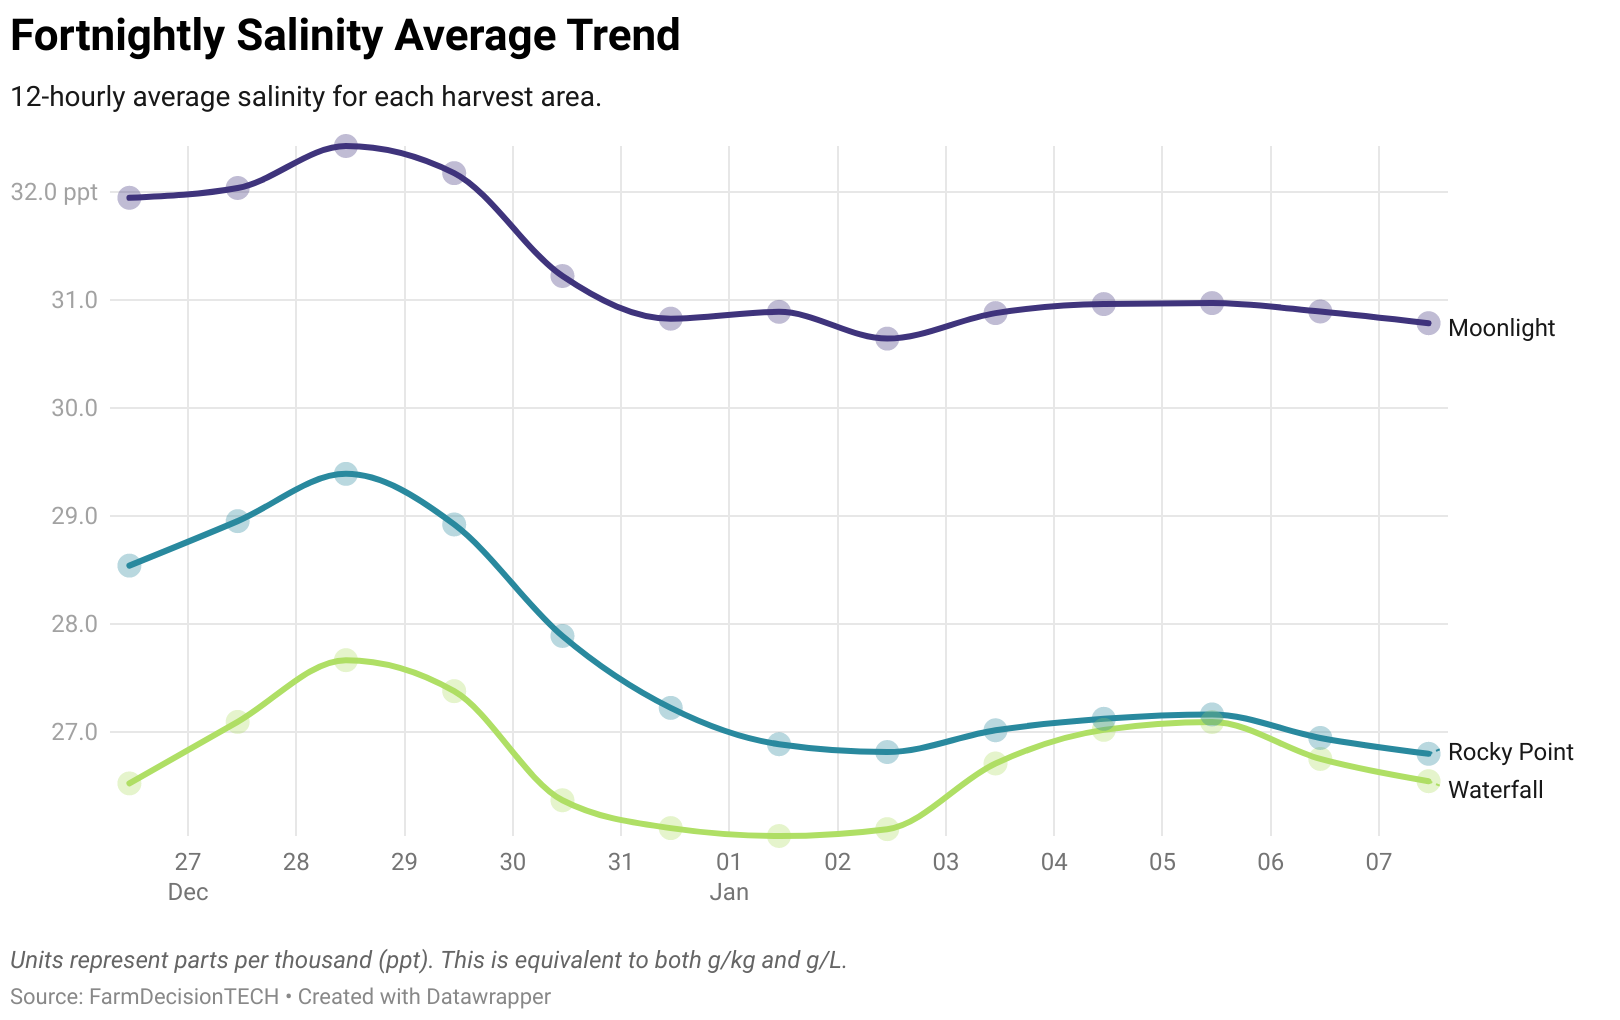 Fortnightly Salinity Average Trend
12-hourly average salinity for each harvest area.
32.0 ppt
31.0
Moonlight
30.0
29.0
28.0
27.0
Rocky Point
Waterfall
27 28 29 30 31 01 02 03 04 05 06 07
Dec Jan
Units represent parts per thousand (ppt). This is equivalent to both g/kg and g/L.
Source: FarmDecisionTECH • Created with Datawrapper